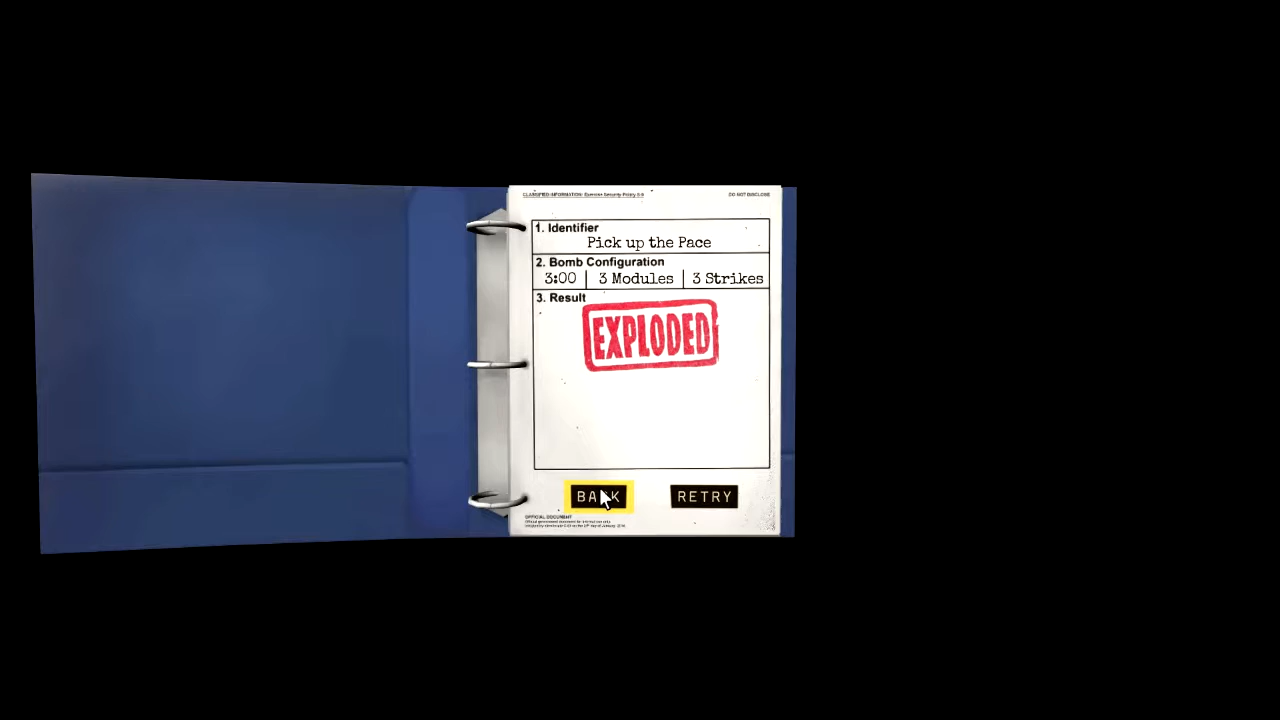 CLASSIFIED INFORMATION
DO NOT DISCLOSE
1. Identifier
Pick up the Pace
2. Bomb Configuration
3:00 | 3 Modules | 3 Strikes
3. Result
EXPLODED
RETRY
OFFICIAL DOCUMENT